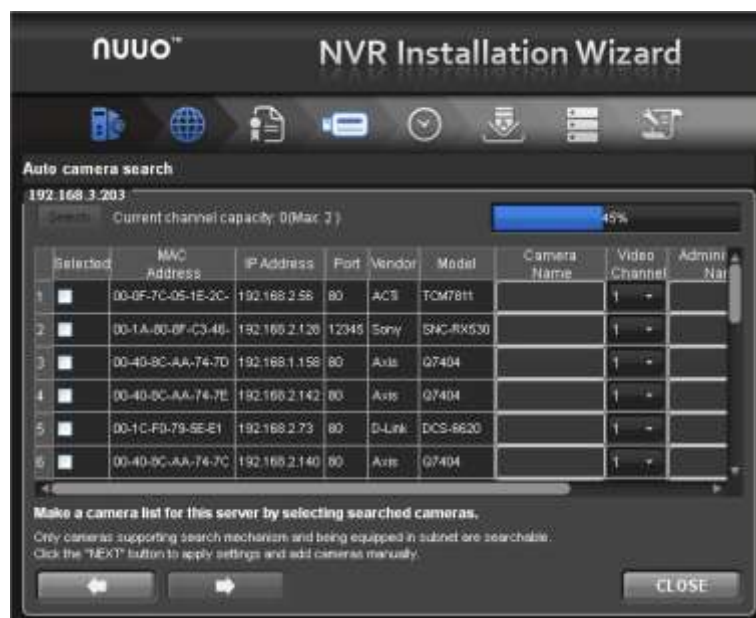 nuuo™
NVR Installation Wizard
Auto camera search
192.168.3.203
Search Current channel capacity: 0(Max: 2) 45%
Selected MAC Address IP Address Port Vendor Model Camera Name Video Channel
1 00-0F-7C-05-1E-2C- 192.168.2.56 80 ACTi TCM7811 1
2 00-1A-80-8F-C3-46- 192.168.2.126 12345 Sony SNC-RX530 1
3 00-40-8C-AA-74-7D 192.168.1.158 80 Axis Q7404 1
4 00-40-8C-AA-74-7E 192.168.2.142 80 Axis Q7404 1
5 00-1C-F0-79-5E-E1 192.168.2.73 80 D-Link DCS-6620 1
6 00-40-8C-AA-74-7C 192.168.2.140 80 Axis Q7404 1
Make a camera list for this server by selecting searched cameras.
Only cameras supporting search mechanism and being equipped in subnet are searchable.
Click the "NEXT" button to apply settings and add cameras manually.
CLOSE